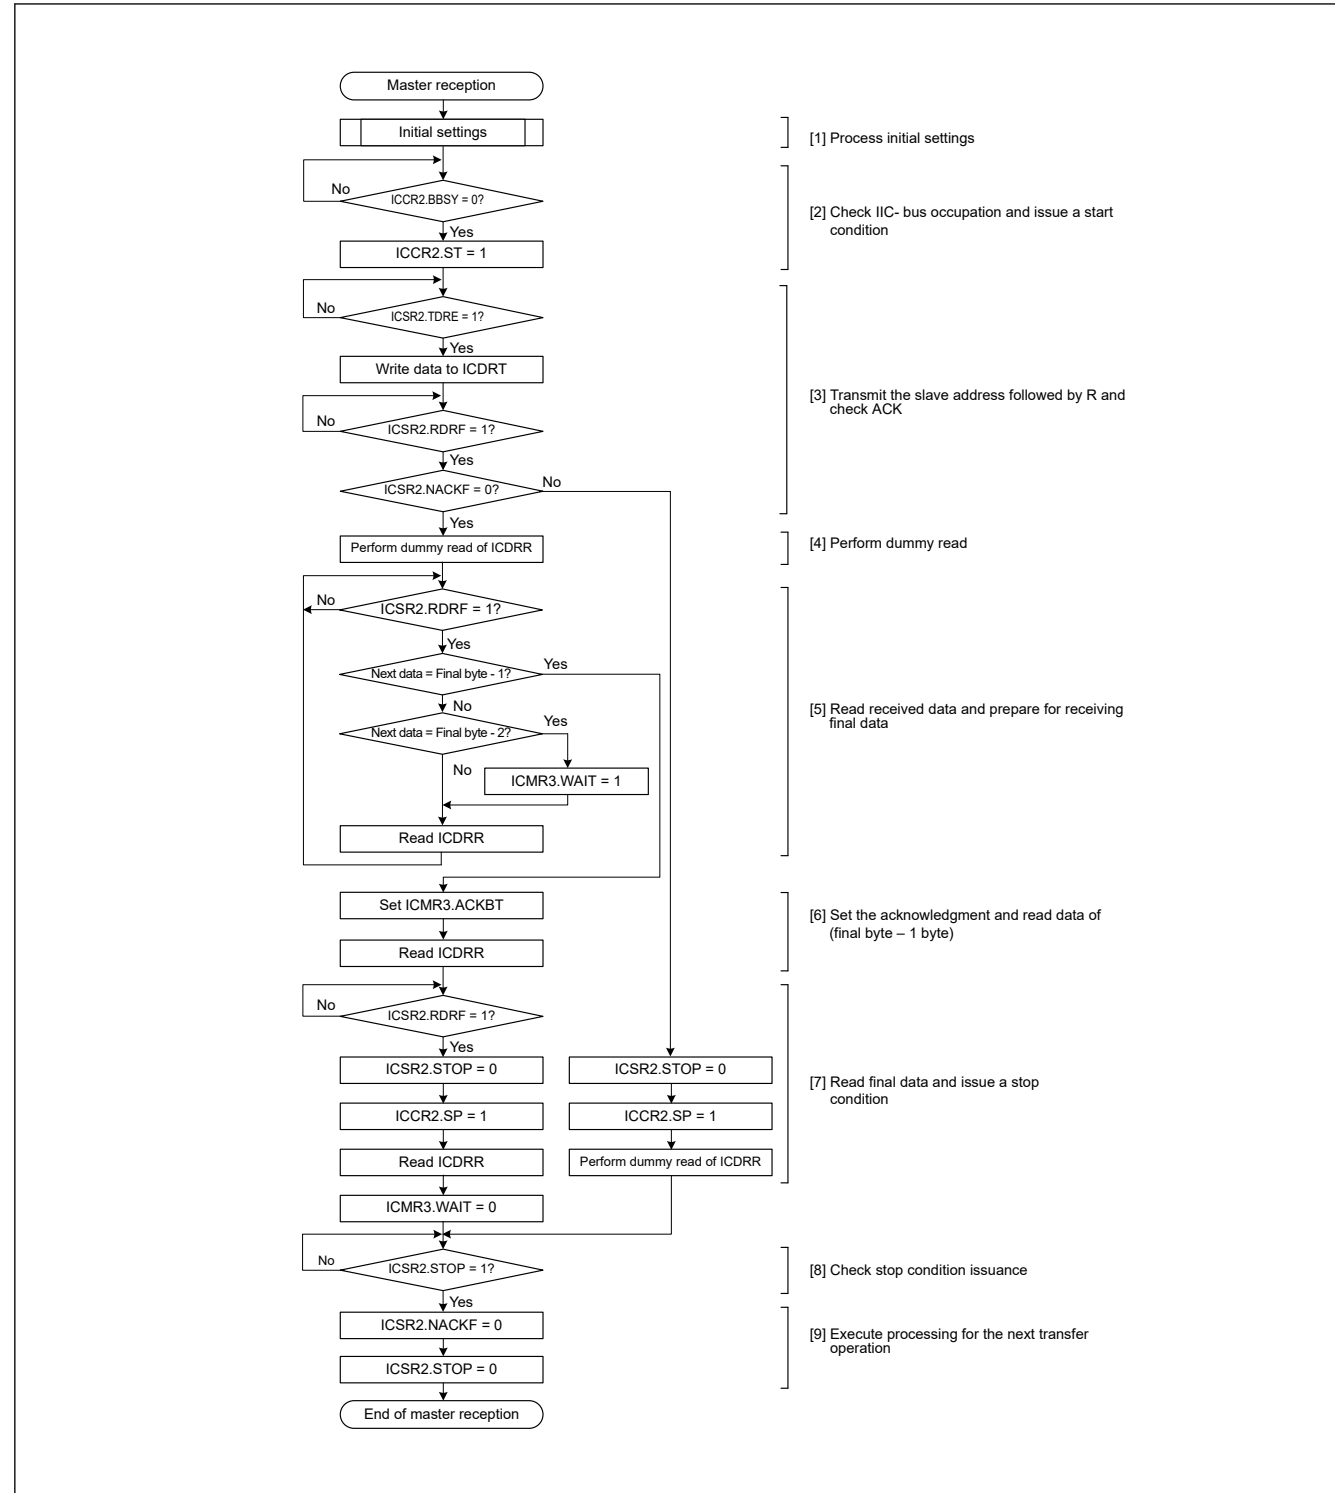 Master reception
Initial settings
[1] Process initial settings
No
ICCR2.BBSY = 0?
Yes
[2] Check IIC- bus occupation and issue a start
condition
ICCR2.ST = 1
No
ICSR2.TDRE = 1?
Yes
Write data to ICDRT
[3] Transmit the slave address followed by R and
check ACK
No
ICSR2.RDRF = 1?
Yes
ICSR2.NACKF = 0?
No
Yes
Perform dummy read of ICDRR
[4] Perform dummy read
No
ICSR2.RDRF = 1?
Yes
Next data = Final byte - 1?
Yes
No
Next data = Final byte - 2?
Yes
[5] Read received data and prepare for receiving
final data
No
ICMR3.WAIT = 1
Read ICDRR
Set ICMR3.ACKBT
[6] Set the acknowledgment and read data of
(final byte – 1 byte)
Read ICDRR
No
ICSR2.RDRF = 1?
Yes
ICSR2.STOP = 0
ICSR2.STOP = 0
[7] Read final data and issue a stop
condition
ICCR2.SP = 1
ICCR2.SP = 1
Read ICDRR
Perform dummy read of ICDRR
ICMR3.WAIT = 0
No
ICSR2.STOP = 1?
[8] Check stop condition issuance
Yes
ICSR2.NACKF = 0
[9] Execute processing for the next transfer
operation
ICSR2.STOP = 0
End of master reception